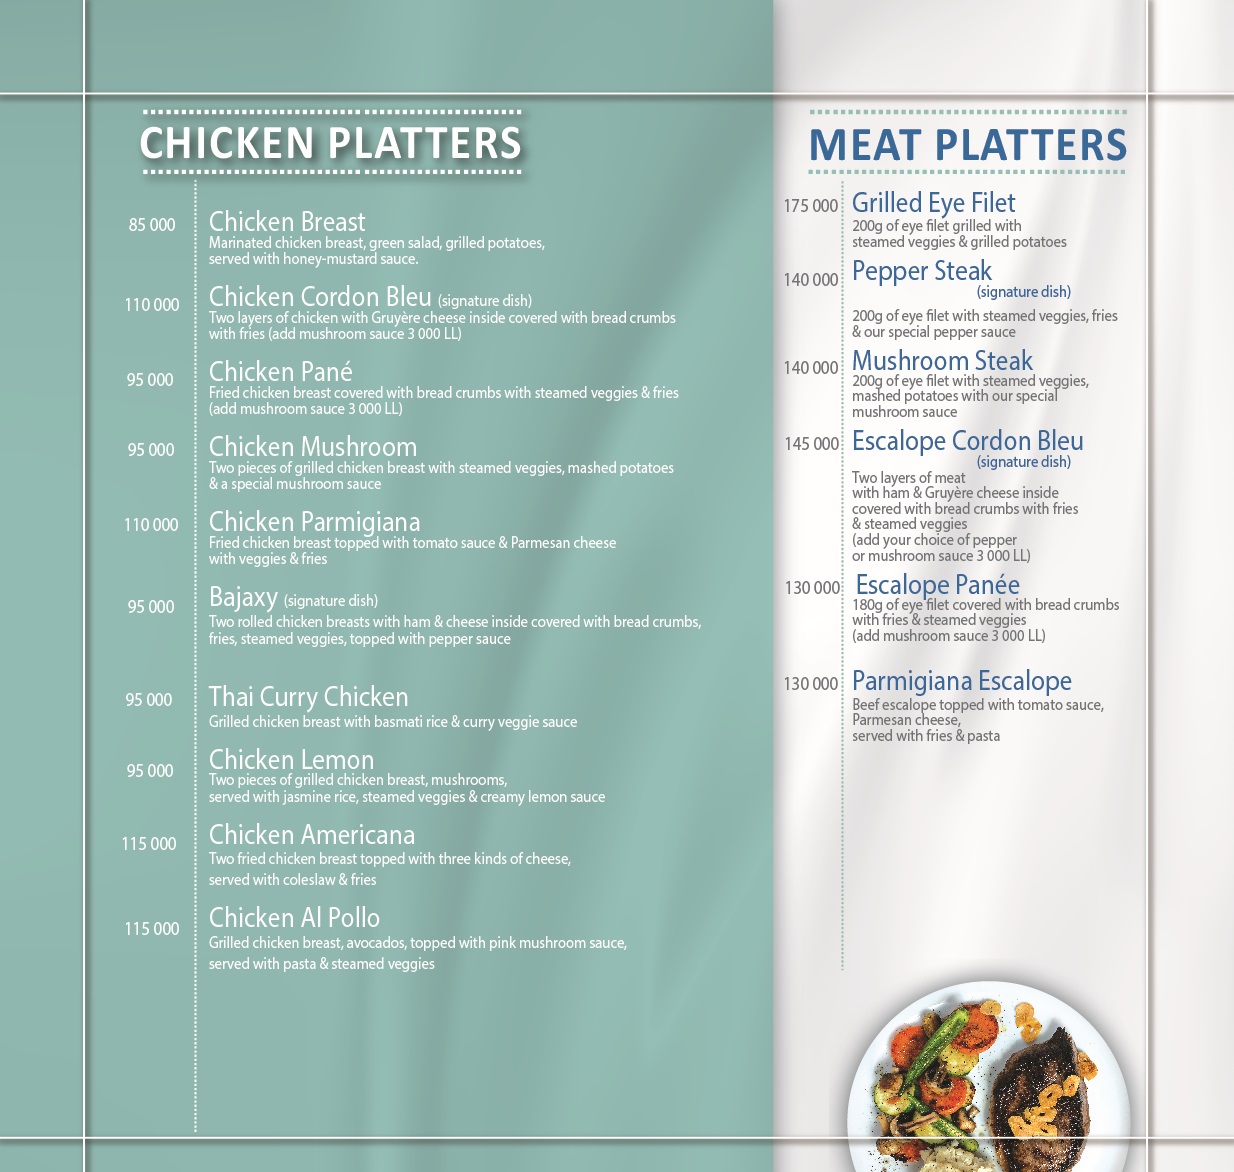 CHICKEN PLATTERS
85 000
Chicken Breast
Marinated chicken breast, green salad, grilled potatoes,
served with honey-mustard sauce.
110 000
Chicken Cordon Bleu (signature dish)
Two layers of chicken with Gruyère cheese inside covered with bread crumbs
with fries (add mushroom sauce 3 000 LL)
95 000
Chicken Pané
Fried chicken breast covered with bread crumbs with steamed veggies & fries
(add mushroom sauce 3 000 LL)
95 000
Chicken Mushroom
Two pieces of grilled chicken breast with steamed veggies, mashed potatoes
& a special mushroom sauce
110 000
Chicken Parmigiana
Fried chicken breast topped with tomato sauce & Parmesan cheese
with veggies & fries
95 000
Bajaxy (signature dish)
Two rolled chicken breasts with ham & cheese inside covered with bread crumbs,
fries, steamed veggies, topped with pepper sauce
95 000
Thai Curry Chicken
Grilled chicken breast with basmati rice & curry veggie sauce
95 000
Chicken Lemon
Two pieces of grilled chicken breast, mushrooms,
served with jasmine rice, steamed veggies & creamy lemon sauce
115 000
Chicken Americana
Two fried chicken breast topped with three kinds of cheese,
served with coleslaw & fries
115 000
Chicken Al Pollo
Grilled chicken breast, avocados, topped with pink mushroom sauce,
served with pasta & steamed veggies
MEAT PLATTERS
175 000
Grilled Eye Filet
200g of eye filet grilled with
steamed veggies & grilled potatoes
140 000
Pepper Steak
(signature dish)
200g of eye filet with steamed veggies, fries
& our special pepper sauce
140 000
Mushroom Steak
200g of eye filet with steamed veggies,
mashed potatoes with our special
mushroom sauce
145 000
Escalope Cordon Bleu
(signature dish)
Two layers of meat
with ham & Gruyère cheese inside
covered with bread crumbs with fries
& steamed veggies
(add your choice of pepper
or mushroom sauce 3 000 LL)
130 000
Escalope Panée
180g of eye filet covered with bread crumbs
with fries & steamed veggies
(add mushroom sauce 3 000 LL)
130 000
Parmigiana Escalope
Beef escalope topped with tomato sauce,
Parmesan cheese,
served with fries & pasta